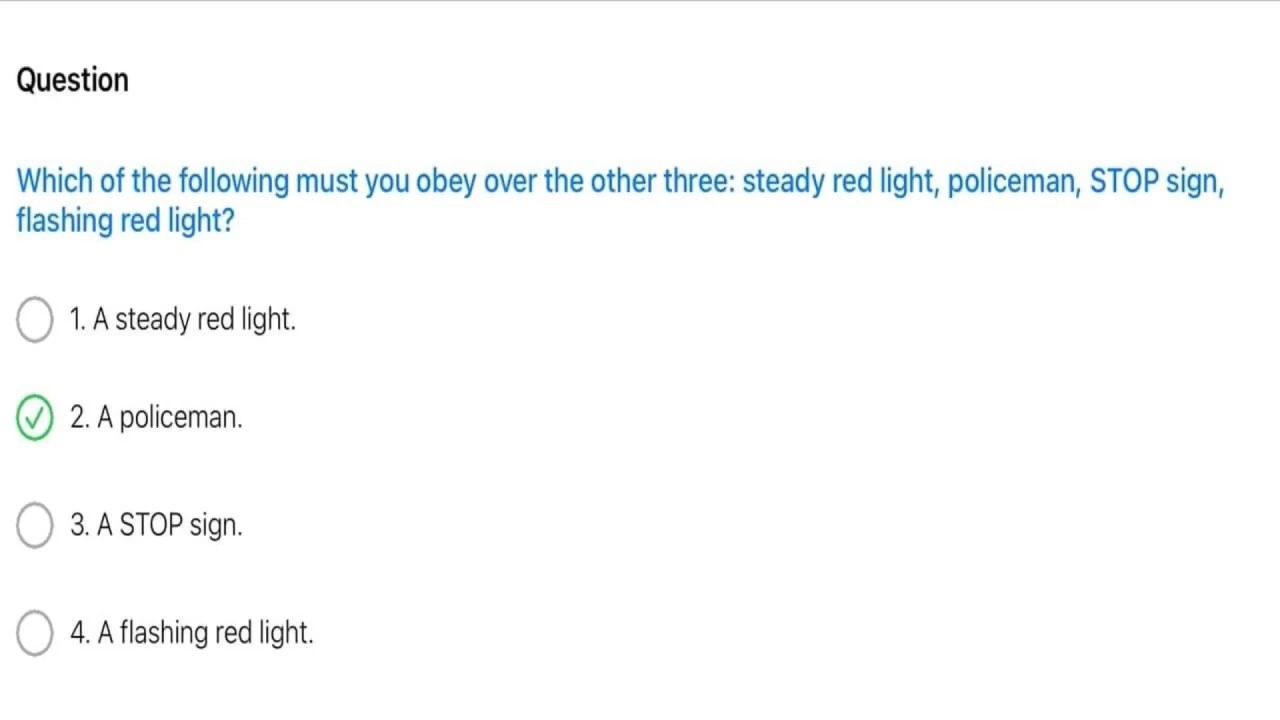 Question
Which of the following must you obey over the other three: steady red light, policeman, STOP sign,
flashing red light?
1. A steady red light.
2. A policeman.
3. A STOP sign.
4. A flashing red light.